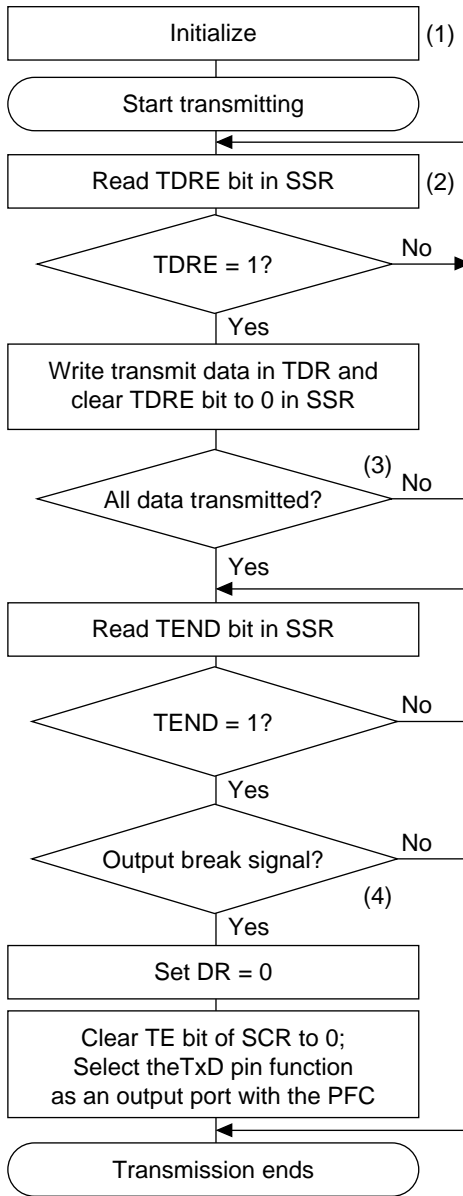 Initialize
(1)
Start transmitting
Read TDRE bit in SSR
(2)
TDRE = 1?
No
Yes
Write transmit data in TDR and
clear TDRE bit to 0 in SSR
(3)
All data transmitted?
No
Yes
Read TEND bit in SSR
TEND = 1?
No
Yes
Output break signal?
No
(4)
Yes
Set DR = 0
Clear TE bit of SCR to 0;
Select theTxD pin function
as an output port with the PFC
Transmission ends